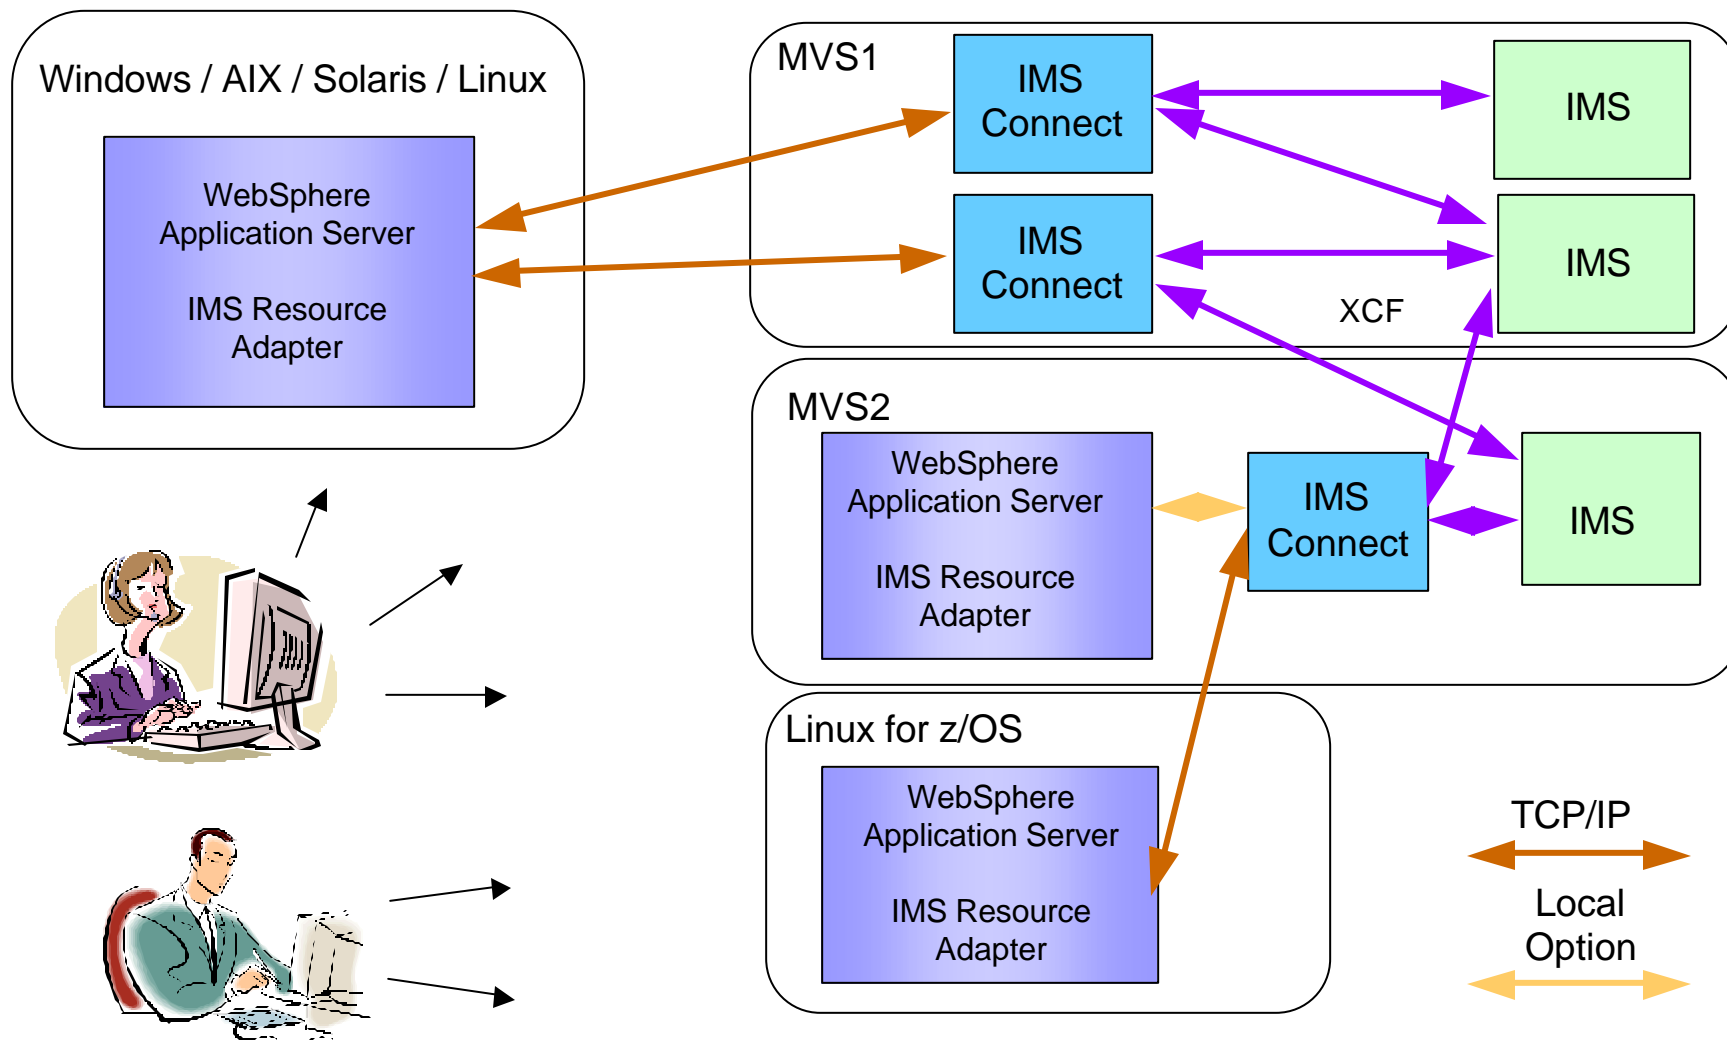 Windows / AIX / Solaris / Linux
WebSphere
Application Server
IMS Resource
Adapter
MVS1
IMS
Connect
IMS
IMS
Connect
IMS
XCF
MVS2
WebSphere
Application Server
IMS Resource
Adapter
IMS
Connect
IMS
Linux for z/OS
WebSphere
Application Server
IMS Resource
Adapter
TCP/IP
Local
Option